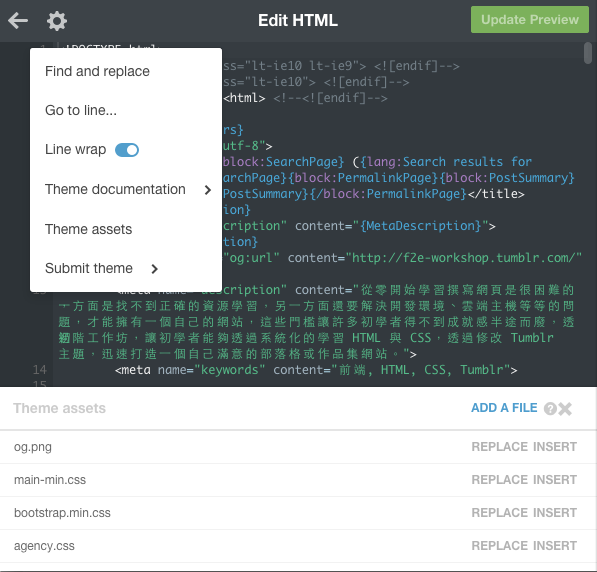 Edit HTML
Update Preview
1 <!DOCTYPE html>
ss="lt-ie10 lt-ie9"> <![endif]-->
ss="lt-ie10"> <![endif]-->
<html> <!--<![endif]-->
rs}
utf-8">
block:SearchPage} ({lang:Search results for
archPage}{block:PermalinkPage}{block:PostSummary}
PostSummary}{/block:PermalinkPage}</title>
ion}
cription" content="{MetaDescription}">
tion}
"og:url" content="http://f2e-workshop.tumblr.com/"
<meta name="description" content="從零開始學習撰寫網頁是很困難的
一方面是找不到正確的資源學習，另一方面還要解決開發環境、雲端主機等等的問
題，才能擁有一個自己的網站，這些門檻讓許多初學者得不到成就感半途而廢，透
階工作坊，讓初學者能夠透過系統化的學習 HTML 與 CSS，透過修改 Tumblr
主題，迅速打造一個自己滿意的部落格或作品集網站。">
14 <meta name="keywords" content="前端, HTML, CSS, Tumblr">
15
Find and replace
Go to line...
Line wrap
Theme documentation
Theme assets
Submit theme
Theme assets ADD A FILE
og.png REPLACE INSERT
main-min.css REPLACE INSERT
bootstrap.min.css REPLACE INSERT
agency.css REPLACE INSERT